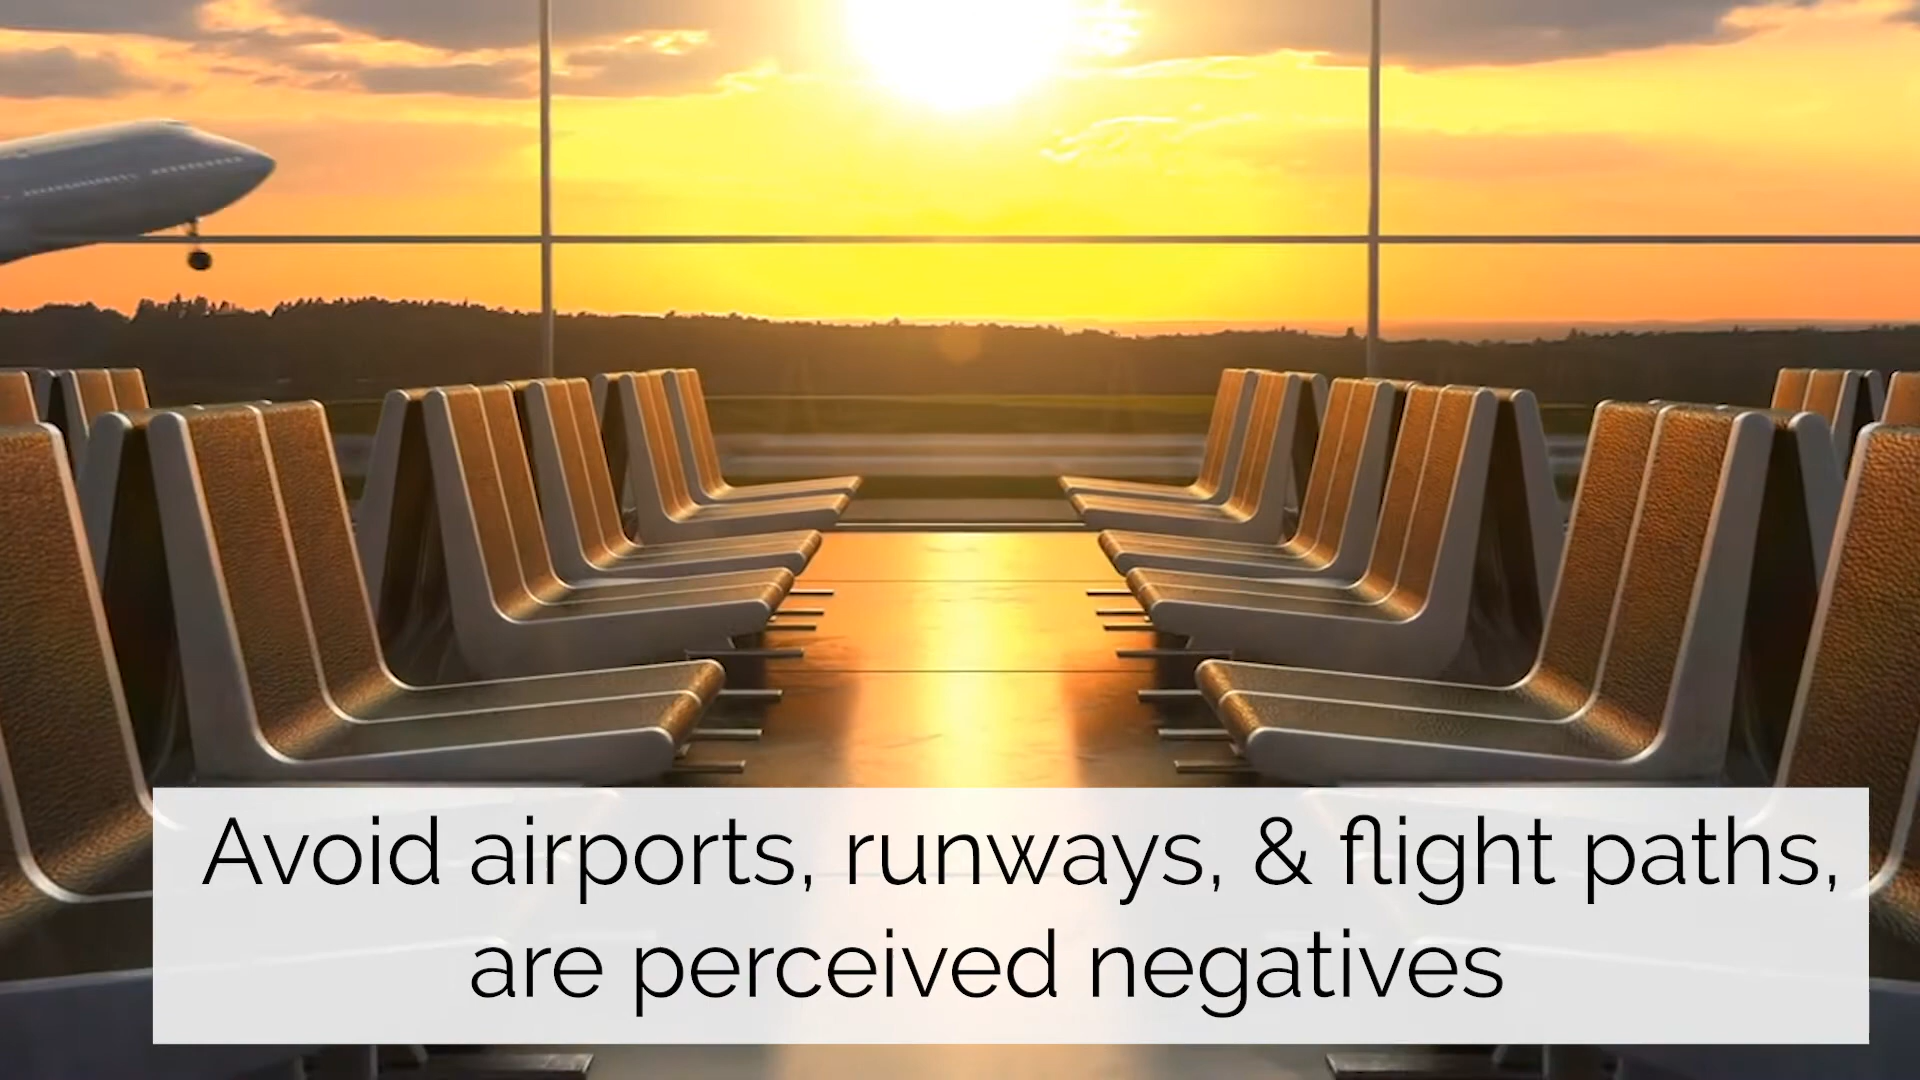 Avoid airports, runways, & flight paths,
are perceived negatives